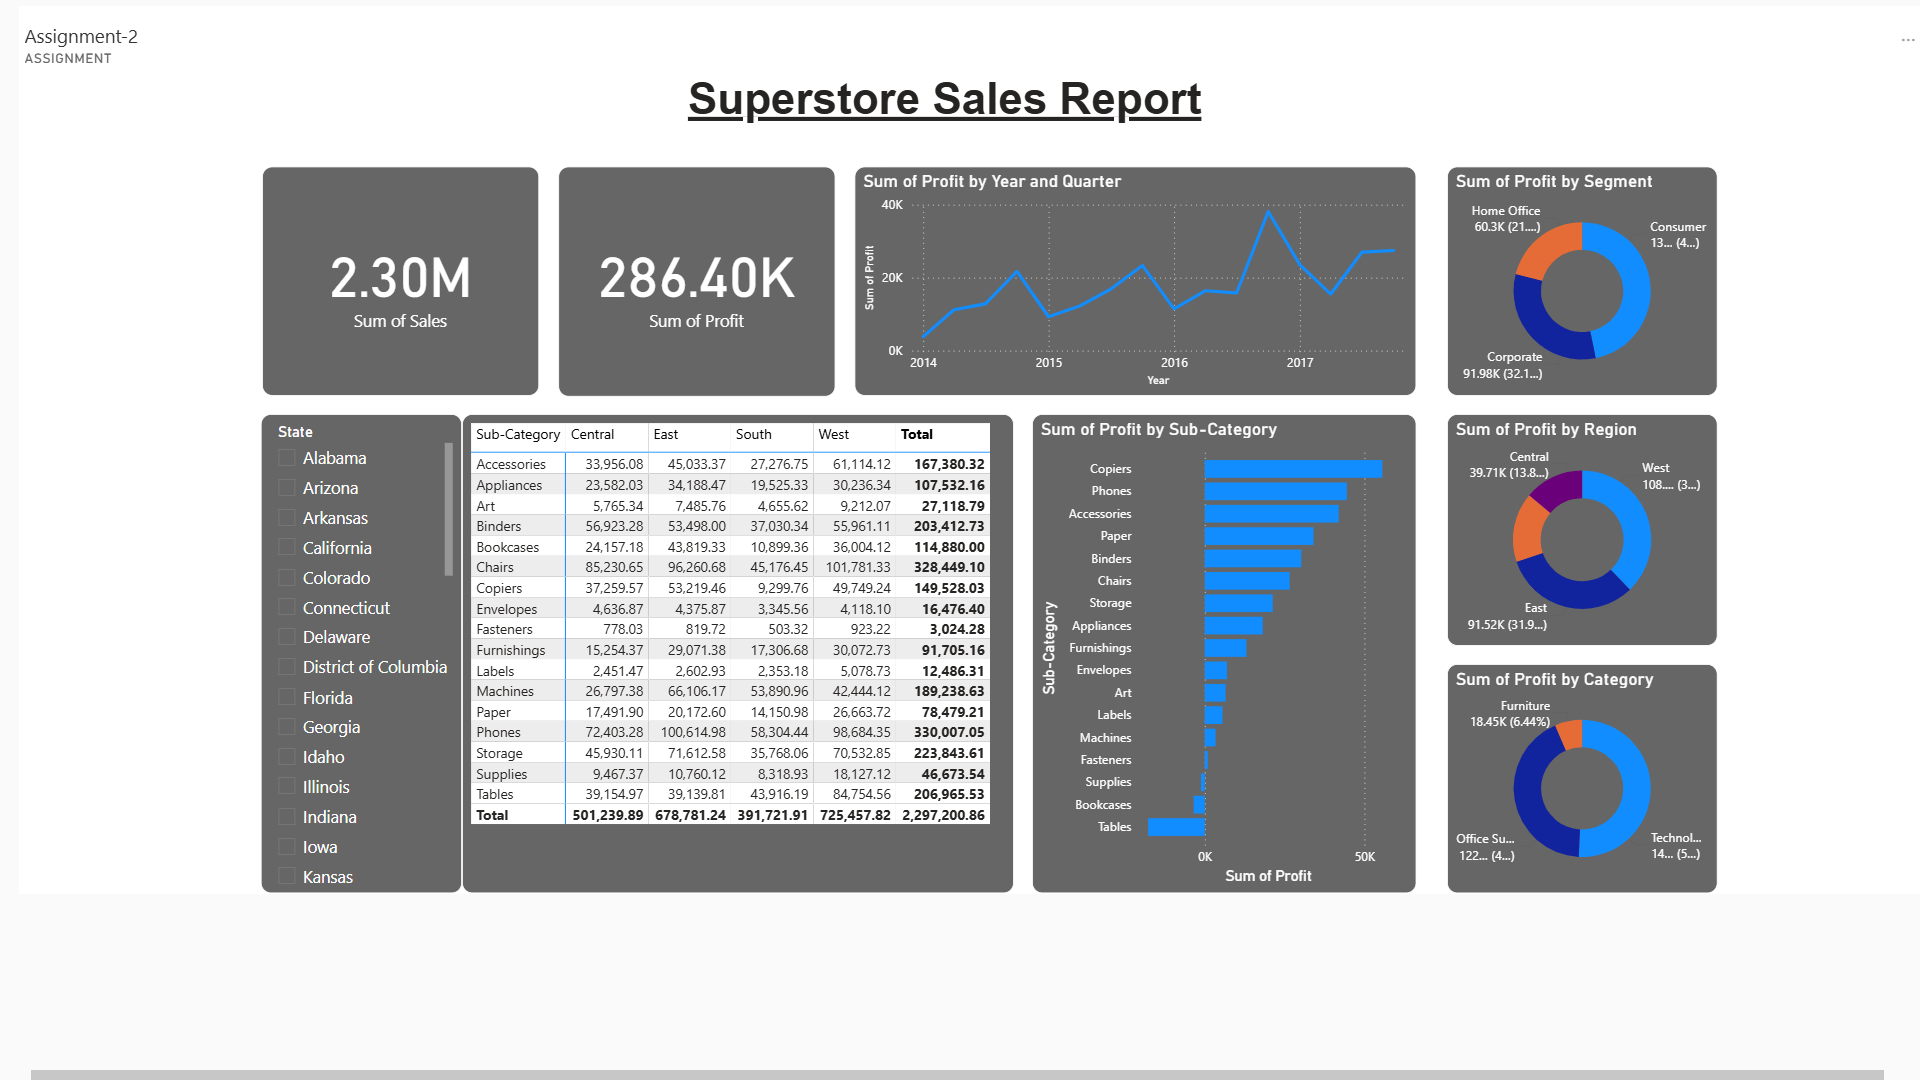 Assignment-2
ASSIGNMENT
...
Superstore Sales Report
2.30M
Sum of Sales
286.40K
Sum of Profit
Sum of Profit by Year and Quarter
40K
20K
0K
Sum of Profit
2014 2015 2016 2017
Year
Sum of Profit by Segment
Home Office
60.3K (21....)
Consumer
13... (4...)
Corporate
91.98K (32.1...)
State
Alabama
Arizona
Arkansas
California
Colorado
Connecticut
Delaware
District of Columbia
Florida
Georgia
Idaho
Illinois
Indiana
Iowa
Kansas
Sub-Category Central East South West Total
Accessories 33,956.08 45,033.37 27,276.75 61,114.12 167,380.32
Appliances 23,582.03 34,188.47 19,525.33 30,236.34 107,532.16
Art 5,765.34 7,485.76 4,655.62 9,212.07 27,118.79
Binders 56,923.28 53,498.00 37,030.34 55,961.11 203,412.73
Bookcases 24,157.18 43,819.33 10,899.36 36,004.12 114,880.00
Chairs 85,230.65 96,260.68 45,176.45 101,781.33 328,449.10
Copiers 37,259.57 53,219.46 9,299.76 49,749.24 149,528.03
Envelopes 4,636.87 4,375.87 3,345.56 4,118.10 16,476.40
Fasteners 778.03 819.72 503.32 923.22 3,024.28
Furnishings 15,254.37 29,071.38 17,306.68 30,072.73 91,705.16
Labels 2,451.47 2,602.93 2,353.18 5,078.73 12,486.31
Machines 26,797.38 66,106.17 53,890.96 42,444.12 189,238.63
Paper 17,491.90 20,172.60 14,150.98 26,663.72 78,479.21
Phones 72,403.28 100,614.98 58,304.44 98,684.35 330,007.05
Storage 45,930.11 71,612.58 35,768.06 70,532.85 223,843.61
Supplies 9,467.37 10,760.12 8,318.93 18,127.12 46,673.54
Tables 39,154.97 39,139.81 43,916.19 84,754.56 206,965.53
Total 501,239.89 678,781.24 391,721.91 725,457.82 2,297,200.86
Sum of Profit by Sub-Category
Sub-Category
Copiers
Phones
Accessories
Paper
Binders
Chairs
Storage
Appliances
Furnishings
Envelopes
Art
Labels
Machines
Fasteners
Supplies
Bookcases
Tables
0K 50K
Sum of Profit
Sum of Profit by Region
Central
39.71K (13.8...)
West
108.... (3...)
East
91.52K (31.9...)
Sum of Profit by Category
Furniture
18.45K (6.44%)
Office Su...
122... (4...)
Technol...
14... (5...)